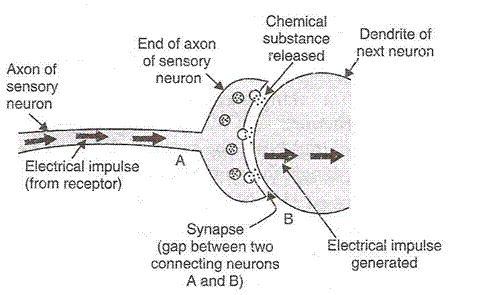 Chemical
substance
released
Dendrite of
next neuron
End of axon
of sensory
neuron
Axon of
sensory
neuron
Electrical impulse
(from receptor)
A
B
Synapse
(gap between two
connecting neurons
A and B)
Electrical impulse
generated